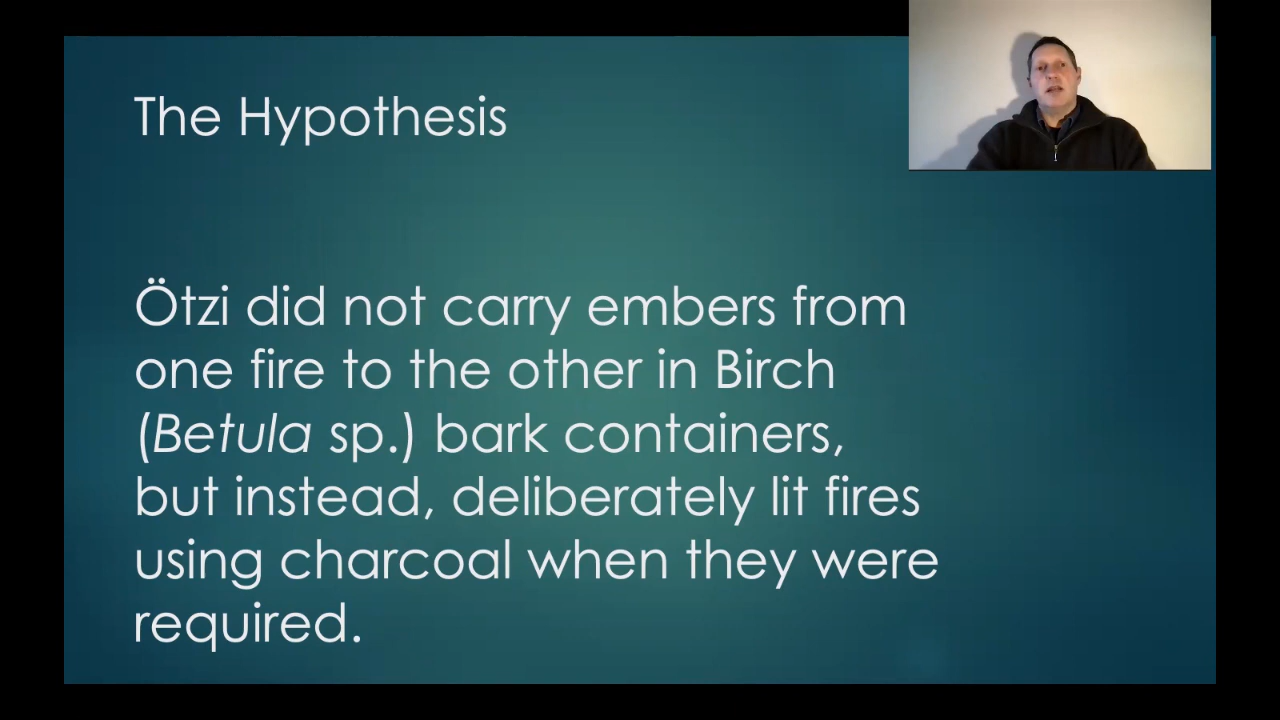 The Hypothesis
Ötzi did not carry embers from
one fire to the other in Birch
(Betula sp.) bark containers,
but instead, deliberately lit fires
using charcoal when they were
required.